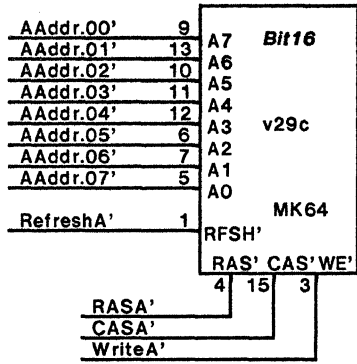 AAddr.00' 9 A7 Bit16
AAddr.01' 13 A6
AAddr.02' 10 A5
AAddr.03' 11 A4
AAddr.04' 12 A3 v29c
AAddr.05' 6 A2
AAddr.06' 7 A1
AAddr.07' 5 A0
MK64
RefreshA' 1 RFSH'
RAS' CAS' WE'
4 15 3
RASA'
CASA'
WriteA'